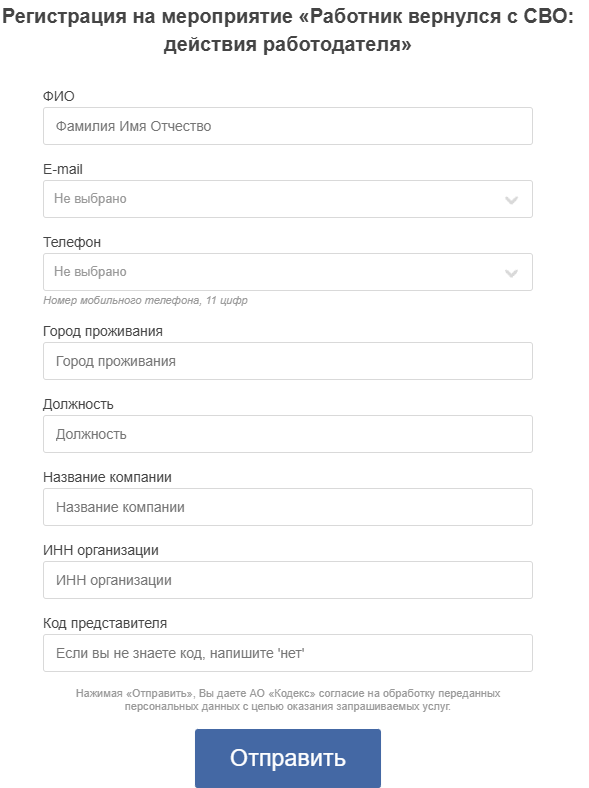 Регистрация на мероприятие «Работник вернулся с СВО:
действия работодателя»
ФИО
Фамилия Имя Отчество
E-mail
Не выбрано
Телефон
Не выбрано
Номер мобильного телефона, 11 цифр
Город проживания
Город проживания
Должность
Должность
Название компании
Название компании
ИНН организации
ИНН организации
Код представителя
Если вы не знаете код, напишите 'нет'
Нажимая «Отправить», Вы даете АО «Кодекс» согласие на обработку переданных
персональных данных с целью оказания запрашиваемых услуг.
Отправить